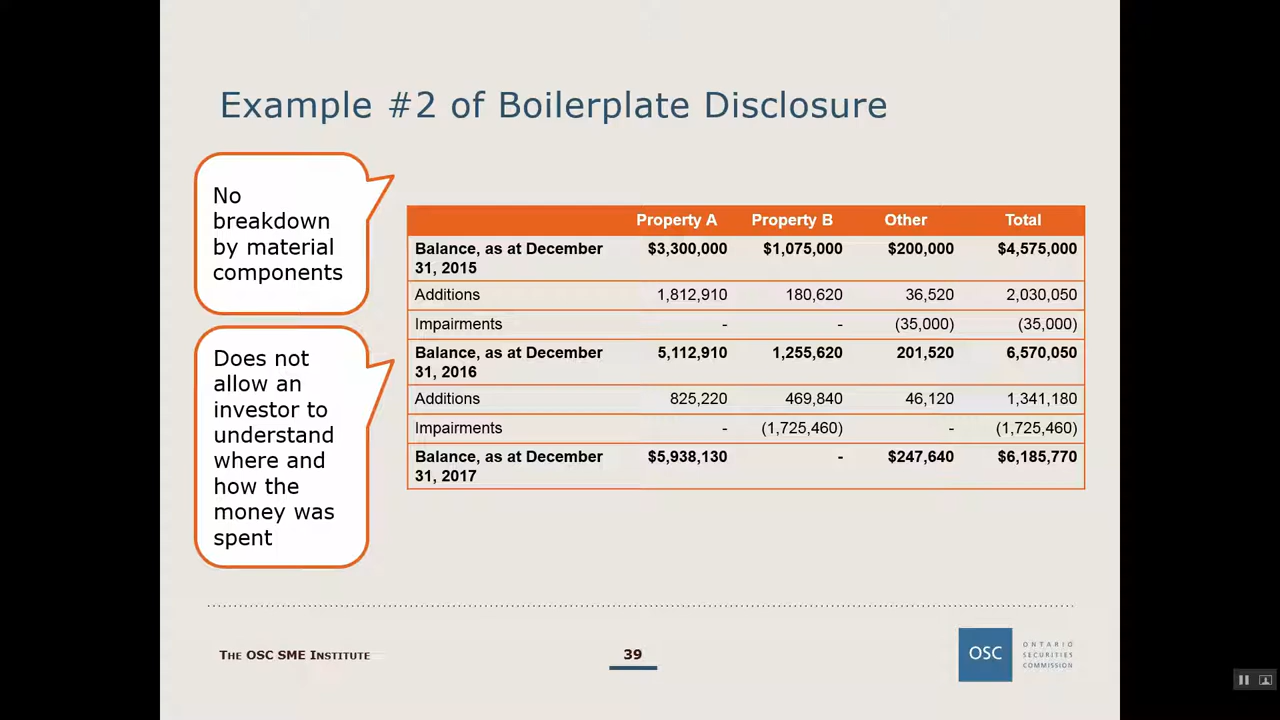 Example #2 of Boilerplate Disclosure
No
breakdown
by material
components
Does not
allow an
investor to
understand
where and
how the
money was
spent
Property A Property B Other Total
Balance, as at December
31, 2015 $3,300,000 $1,075,000 $200,000 $4,575,000
Additions 1,812,910 180,620 36,520 2,030,050
Impairments - - (35,000) (35,000)
Balance, as at December
31, 2016 5,112,910 1,255,620 201,520 6,570,050
Additions 825,220 469,840 46,120 1,341,180
Impairments - (1,725,460) - (1,725,460)
Balance, as at December
31, 2017 $5,938,130 - $247,640 $6,185,770
THE OSC SME INSTITUTE
39
OSC
ONTARIO
SECURITIES
COMMISSION